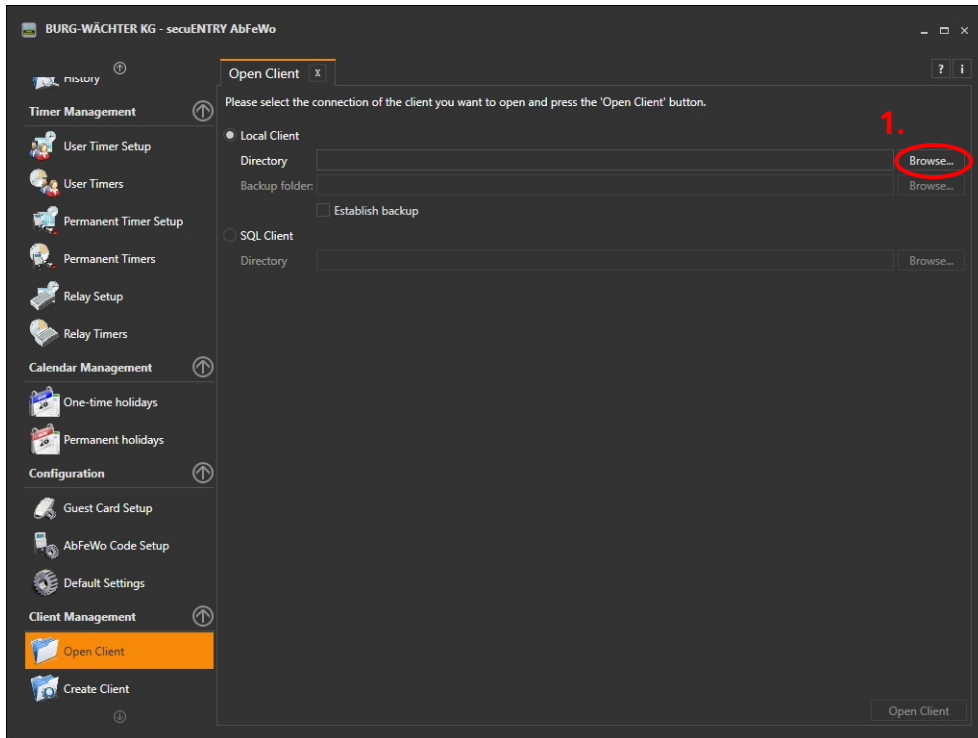 BURG-WÄCHTER KG - secuENTRY AbFeWo
History
Timer Management
User Timer Setup
User Timers
Permanent Timer Setup
Permanent Timers
Relay Setup
Relay Timers
Calendar Management
One-time holidays
Permanent holidays
Configuration
Guest Card Setup
AbFeWo Code Setup
Default Settings
Client Management
Open Client
Create Client
Open Client x
? i
Please select the connection of the client you want to open and press the 'Open Client' button.
1.
Local Client
Directory Browse...
Backup folder: Browse...
Establish backup
SQL Client
Directory Browse...
Open Client